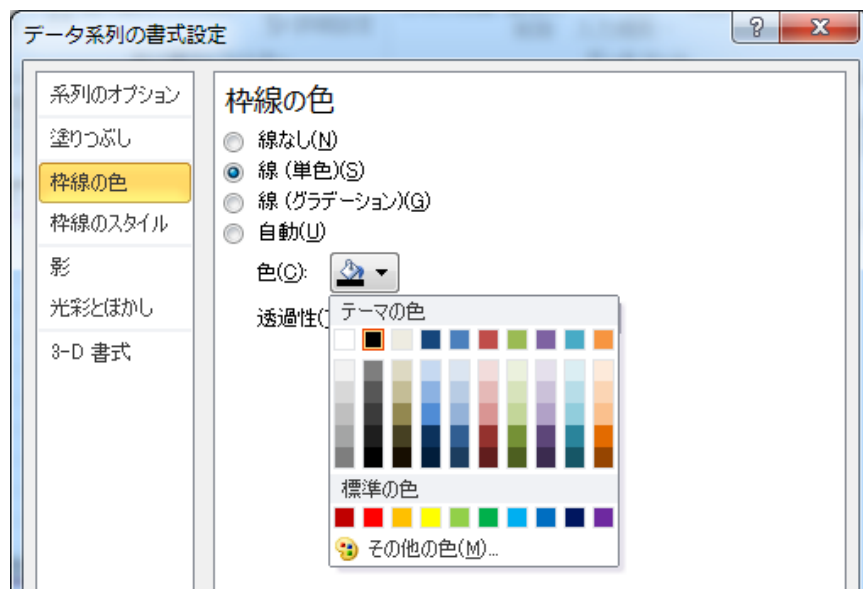 データ系列の書式設定
系列のオプション
塗りつぶし
枠線の色
枠線のスタイル
影
光彩とぼかし
3-D 書式
枠線の色
線なし(N)
線 (単色)(S)
線 (グラデーション)(G)
自動(U)
色(C):
透過性(
テーマの色
標準の色
その他の色(M)...